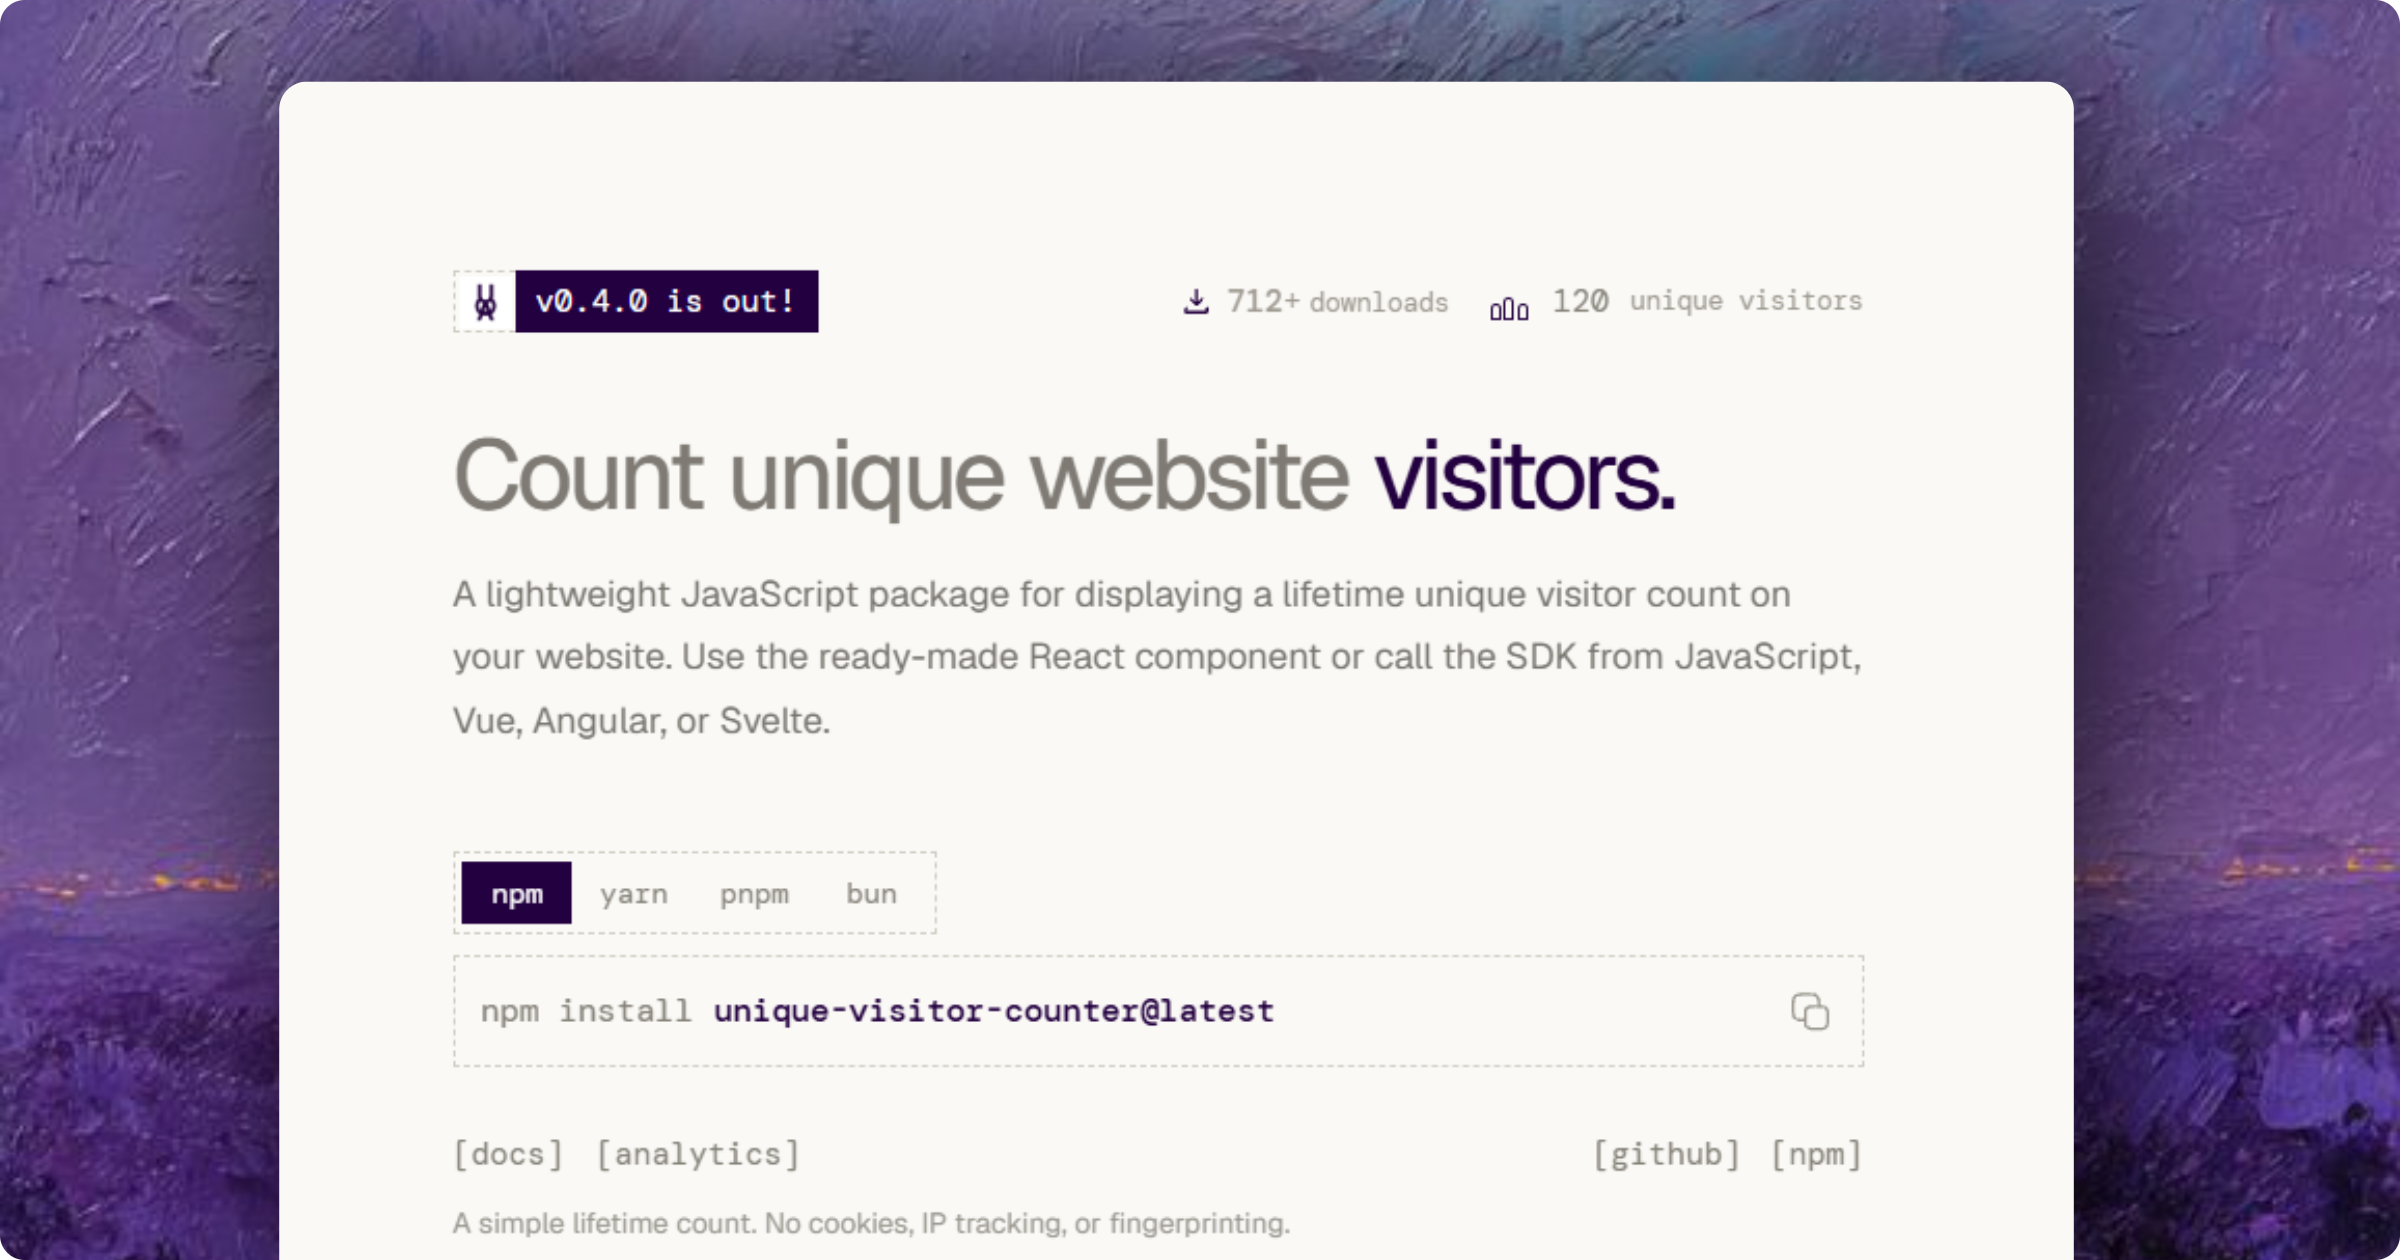 v0.4.0 is out!
712+ downloads
120 unique visitors
Count unique website visitors.
A lightweight JavaScript package for displaying a lifetime unique visitor count on
your website. Use the ready-made React component or call the SDK from JavaScript,
Vue, Angular, or Svelte.
npm yarn pnpm bun
npm install unique-visitor-counter@latest
[docs] [analytics] [github] [npm]
A simple lifetime count. No cookies, IP tracking, or fingerprinting.